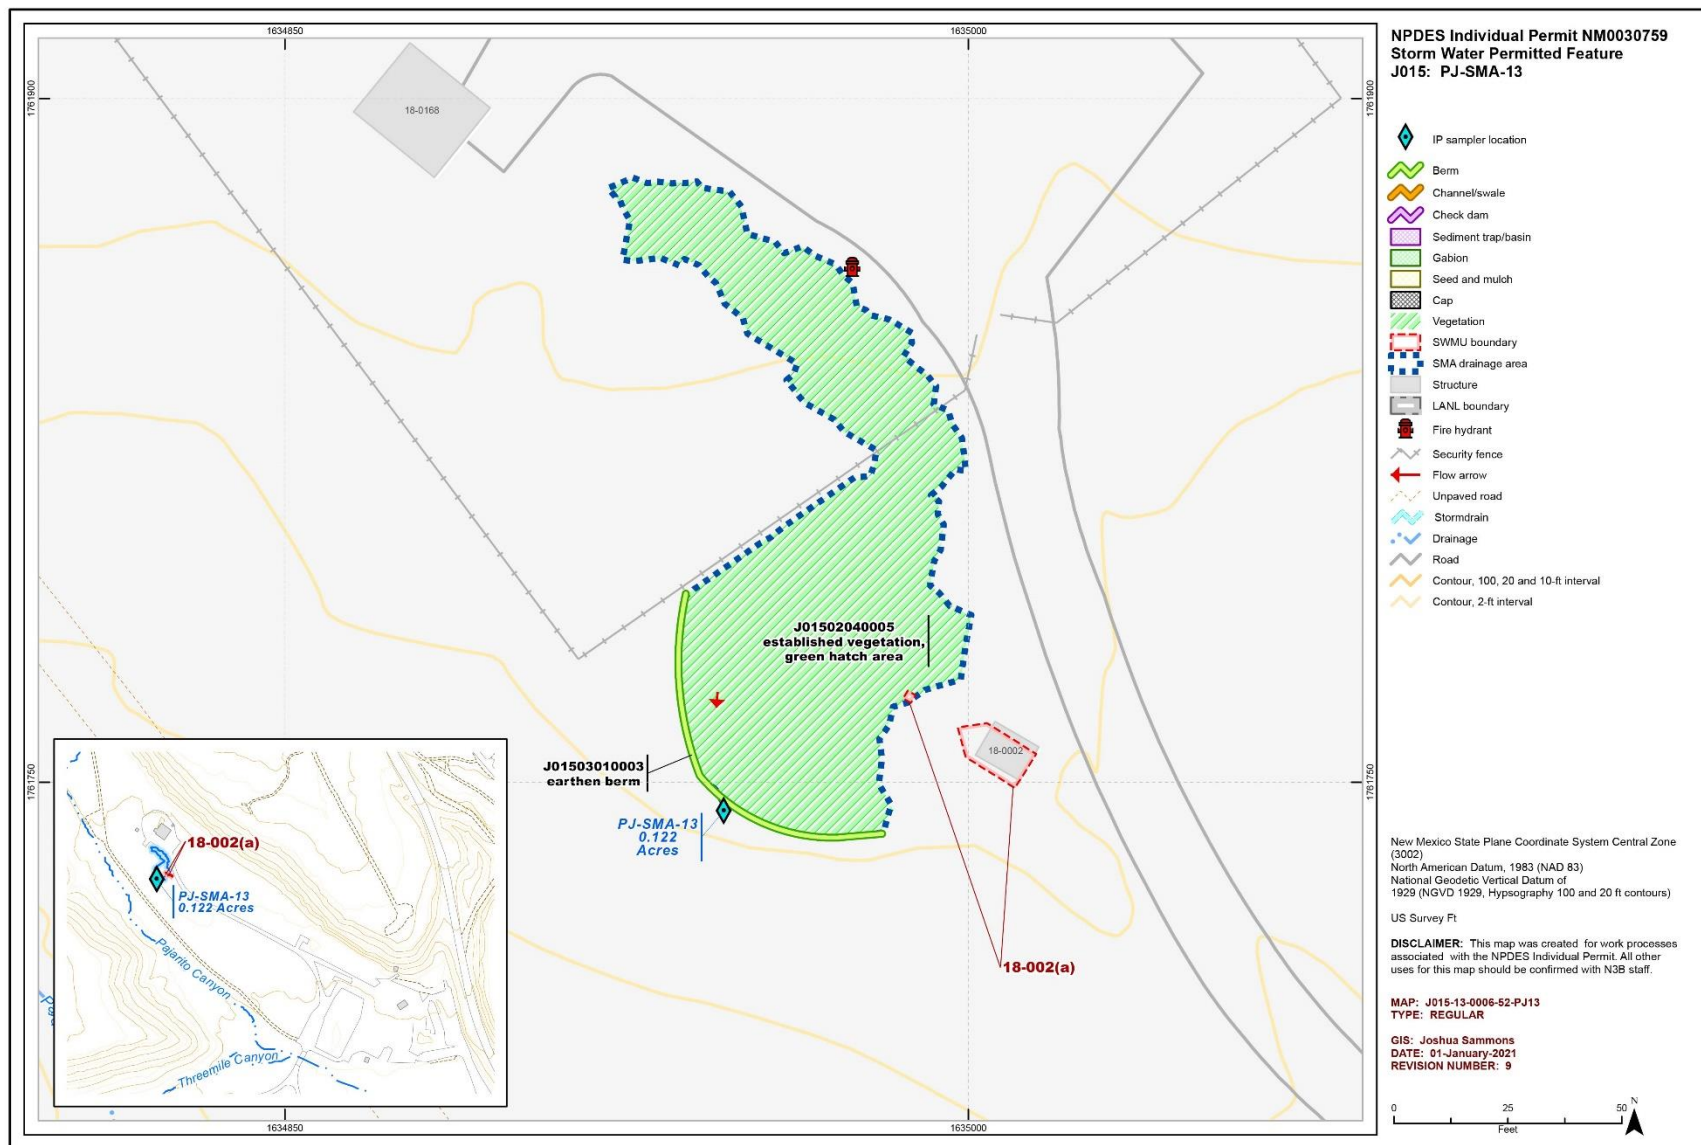 NPDES Individual Permit NM0030759
Storm Water Permitted Feature
J015: PJ-SMA-13
IP sampler location
Berm
Channel/swale
Check dam
Sediment trap/basin
Gabion
Seed and mulch
Cap
Vegetation
SWMU boundary
SMA drainage area
Structure
LANL boundary
Fire hydrant
Security fence
Flow arrow
Unpaved road
Stormdrain
Drainage
Road
Contour, 100, 20 and 10-ft interval
Contour, 2-ft interval
New Mexico State Plane Coordinate System Central Zone
(3002)
North American Datum, 1983 (NAD 83)
National Geodetic Vertical Datum of
1929 (NGVD 1929, Hypsography 100 and 20 ft contours)
US Survey Ft
DISCLAIMER: This map was created for work processes
associated with the NPDES Individual Permit. All other
uses for this map should be confirmed with N3B staff.
MAP: J015-13-0006-52-PJ13
TYPE: REGULAR
GIS: Joshua Sammons
DATE: 01-January-2021
REVISION NUMBER: 9
0 25 50
Feet
N
1634850 1635000
1761900 1761900
18-0168
J01502040005
established vegetation,
green hatch area
18-0002
J01503010003
earthen berm
1761750 1761750
PJ-SMA-13
0.122
Acres
18-002(a)
18-002(a)
PJ-SMA-13
0.122 Acres
Pajarito Canyon
Threemile Canyon
1634850 1635000